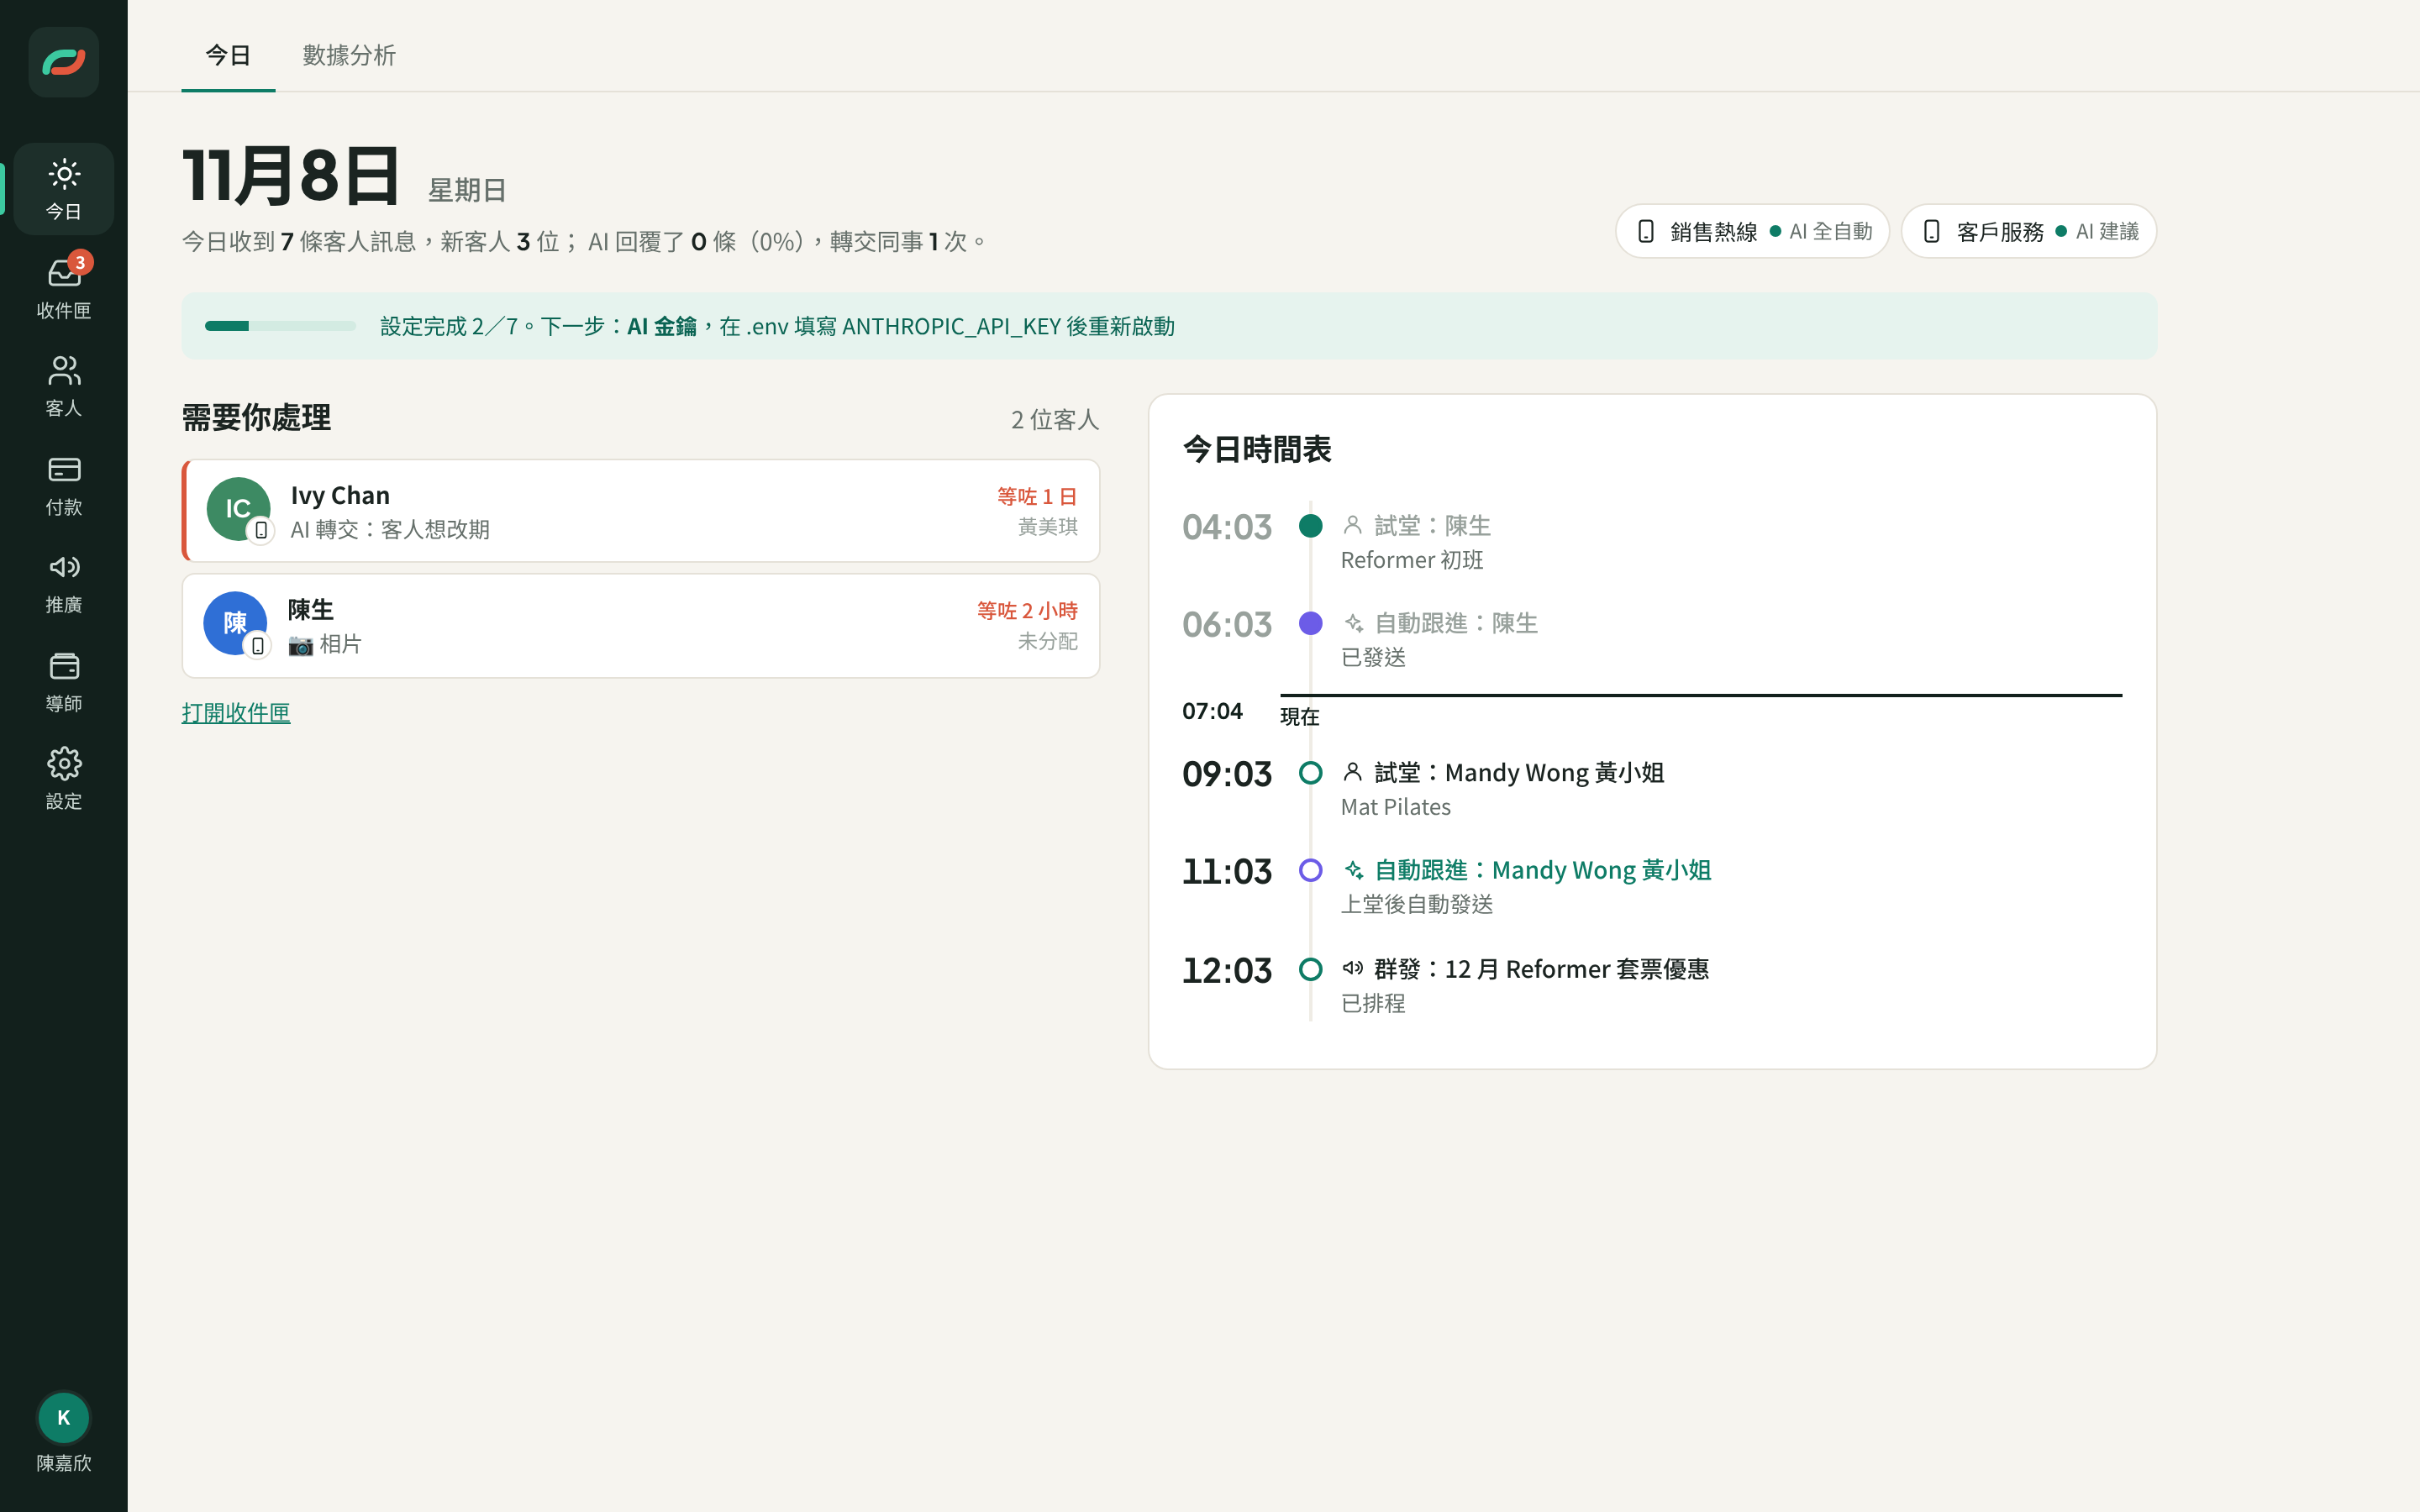 今日
數據分析
今日
3
收件匣
客人
付款
推廣
導師
設定
K
陳嘉欣
11月8日 星期日
今日收到 7 條客人訊息，新客人 3 位； AI 回覆了 0 條（0%），轉交同事 1 次。
銷售熱線 AI 全自動
客戶服務 AI 建議
設定完成 2／7。下一步：AI 金鑰，在 .env 填寫 ANTHROPIC_API_KEY 後重新啟動
需要你處理
2 位客人
IC
Ivy Chan
AI 轉交：客人想改期
等咗 1 日
黃美琪
陳
陳生
📷 相片
等咗 2 小時
未分配
打開收件匣
今日時間表
04:03 試堂：陳生
Reformer 初班
06:03 自動跟進：陳生
已發送
07:04 現在
09:03 試堂：Mandy Wong 黃小姐
Mat Pilates
11:03 自動跟進：Mandy Wong 黃小姐
上堂後自動發送
12:03 群發：12 月 Reformer 套票優惠
已排程